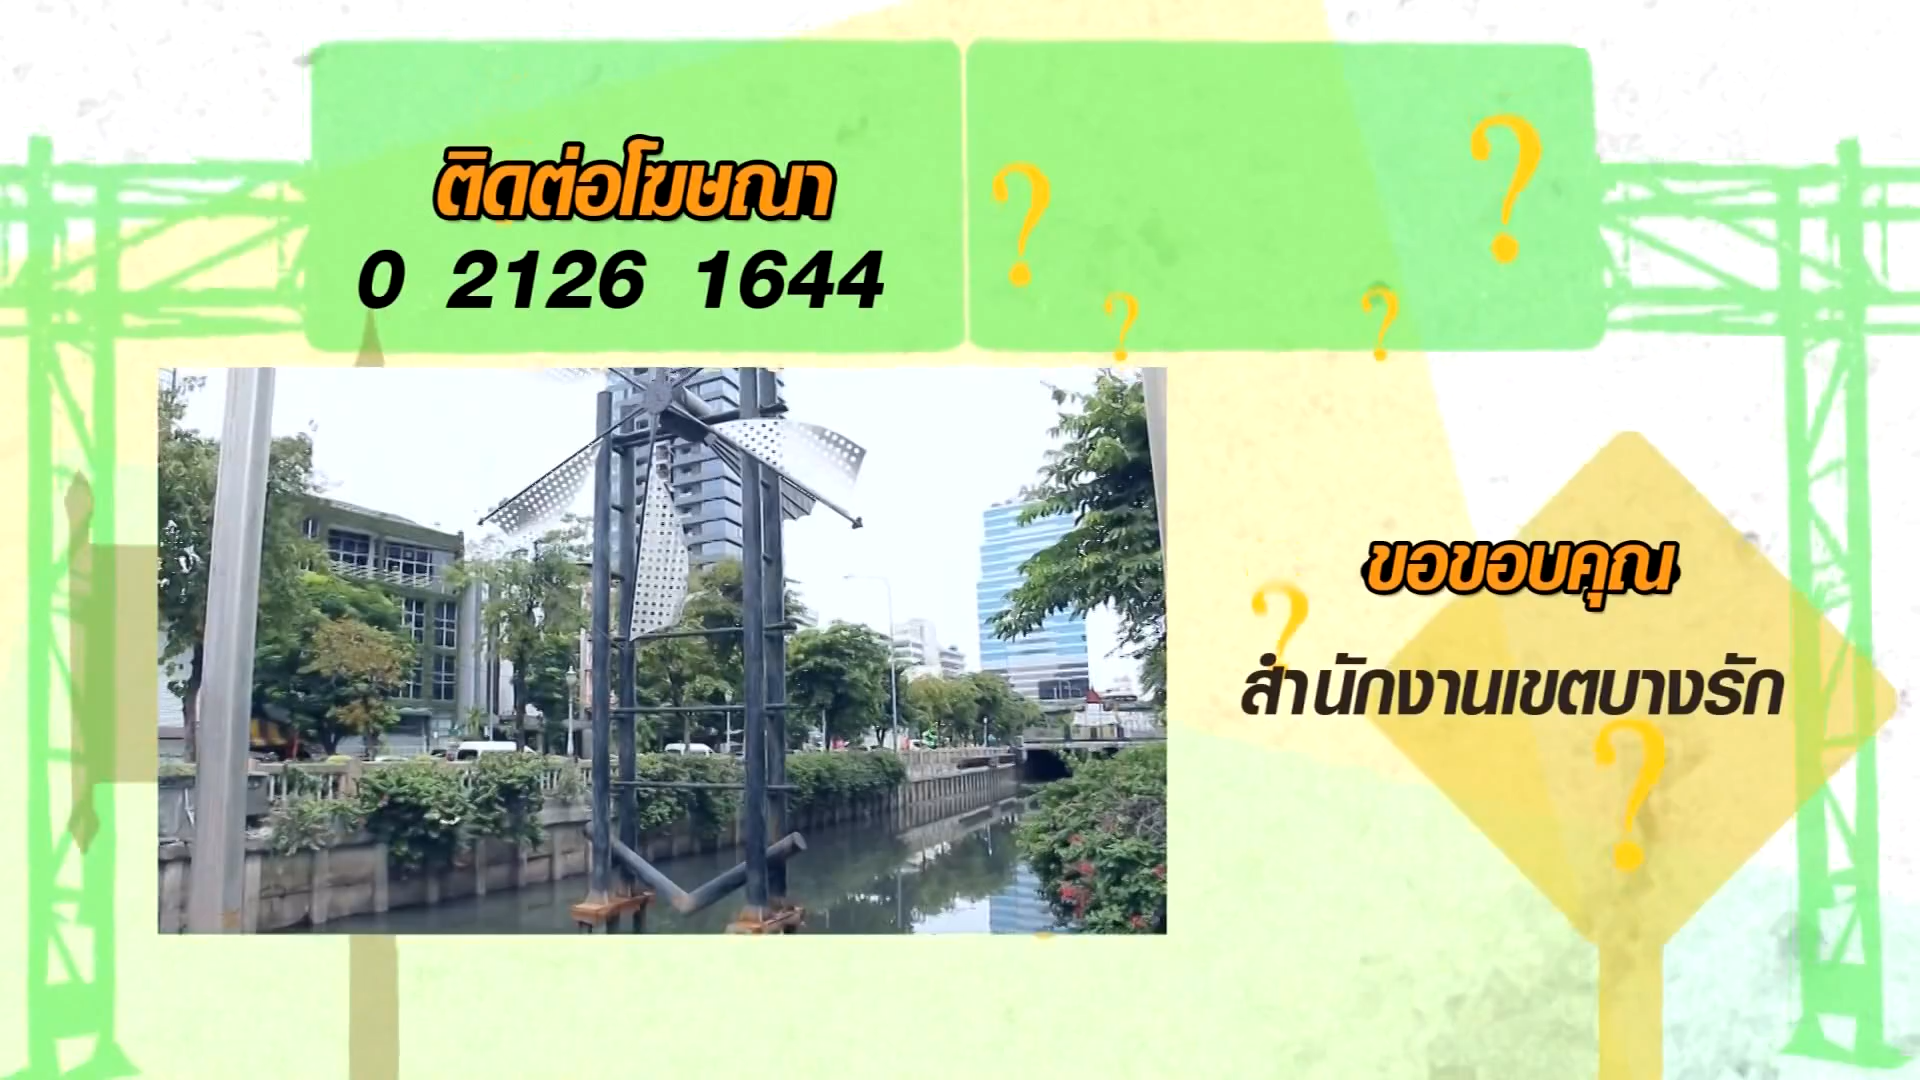 ติดต่อโฆษณา
0 2126 1644
? ? ? ?
ขอขอบคุณ
?
สำนักงานเขตบางรัก
?